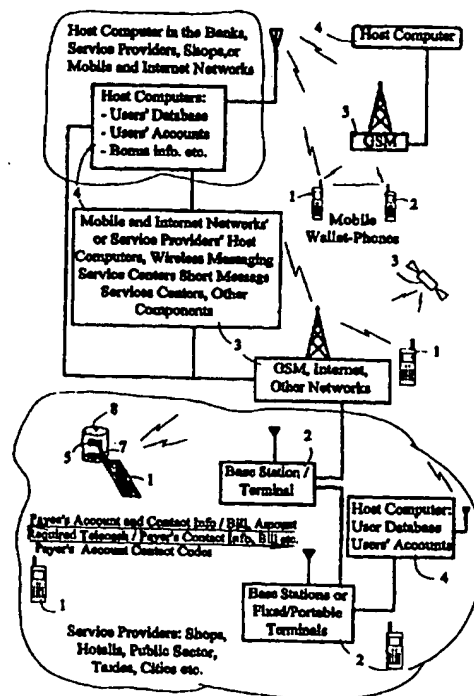 Host Computer in the Banks,
Service Providers, Shops, or
Mobile and Internet Networks
4
Host Computer
Host Computers:
- Users' Database
- Users' Accounts
- Bonus info. etc.
3
GSM
4
1
2
Mobile
Wallet-Phones
Mobile and Internet Networks'
or Service Providers' Host
Computers, Wireless Messaging
Service Centers Short Message
Services Centers, Other
Components
3
3
1
1
GSM, Internet,
Other Networks
8
5
7
1
2
Base Station /
Terminal
Host Computer:
User Database
Users' Accounts
4
Payer's Account and Contact Info / Bill, Amount
Required Telecash / Payer's Contact Info, Bill etc.
Payer's Account Contact Codes
1
Base Stations or
Fixed/Portable
Terminals
2
Service Providers: Shops,
Hotells, Public Sector,
Taxies, Cities etc.